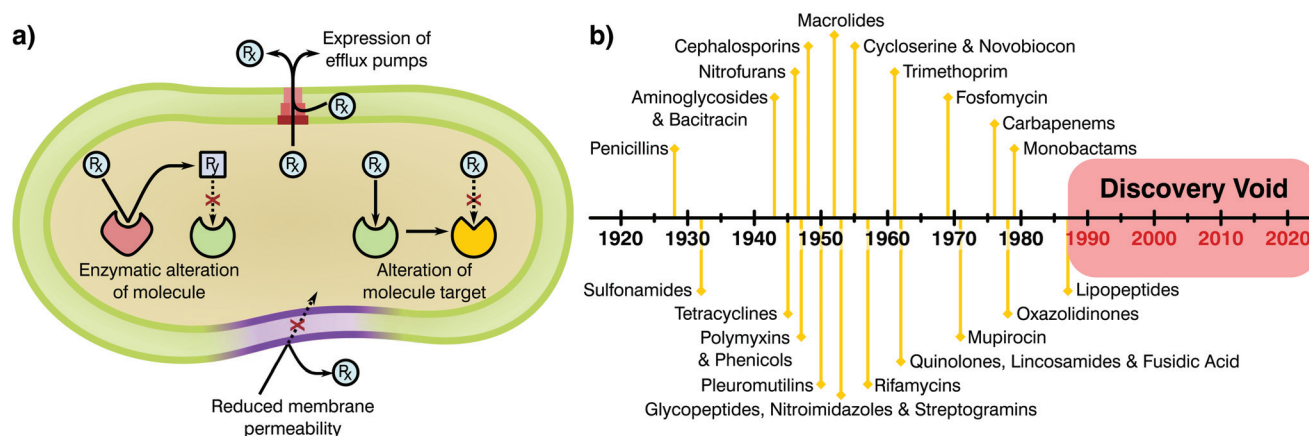 a)
Rx
Expression of
efflux pumps
Rx
Rx
Ry
Rx
Rx
Rx
Enzymatic alteration
of molecule
Alteration of
molecule target
Rx
Reduced membrane
permeability
b)
Macrolides
Cephalosporins
Cycloserine & Novobiocon
Nitrofurans
Trimethoprim
Aminoglycosides
& Bacitracin
Fosfomycin
Carbapenems
Penicillins
Monobactams
Discovery Void
1920 1930 1940 1950 1960 1970 1980 1990 2000 2010 2020
Sulfonamides
Lipopeptides
Tetracyclines
Oxazolidinones
Polymyxins
& Phenicols
Mupirocin
Quinolones, Lincosamides & Fusidic Acid
Pleuromutilins
Rifamycins
Glycopeptides, Nitroimidazoles & Streptogramins